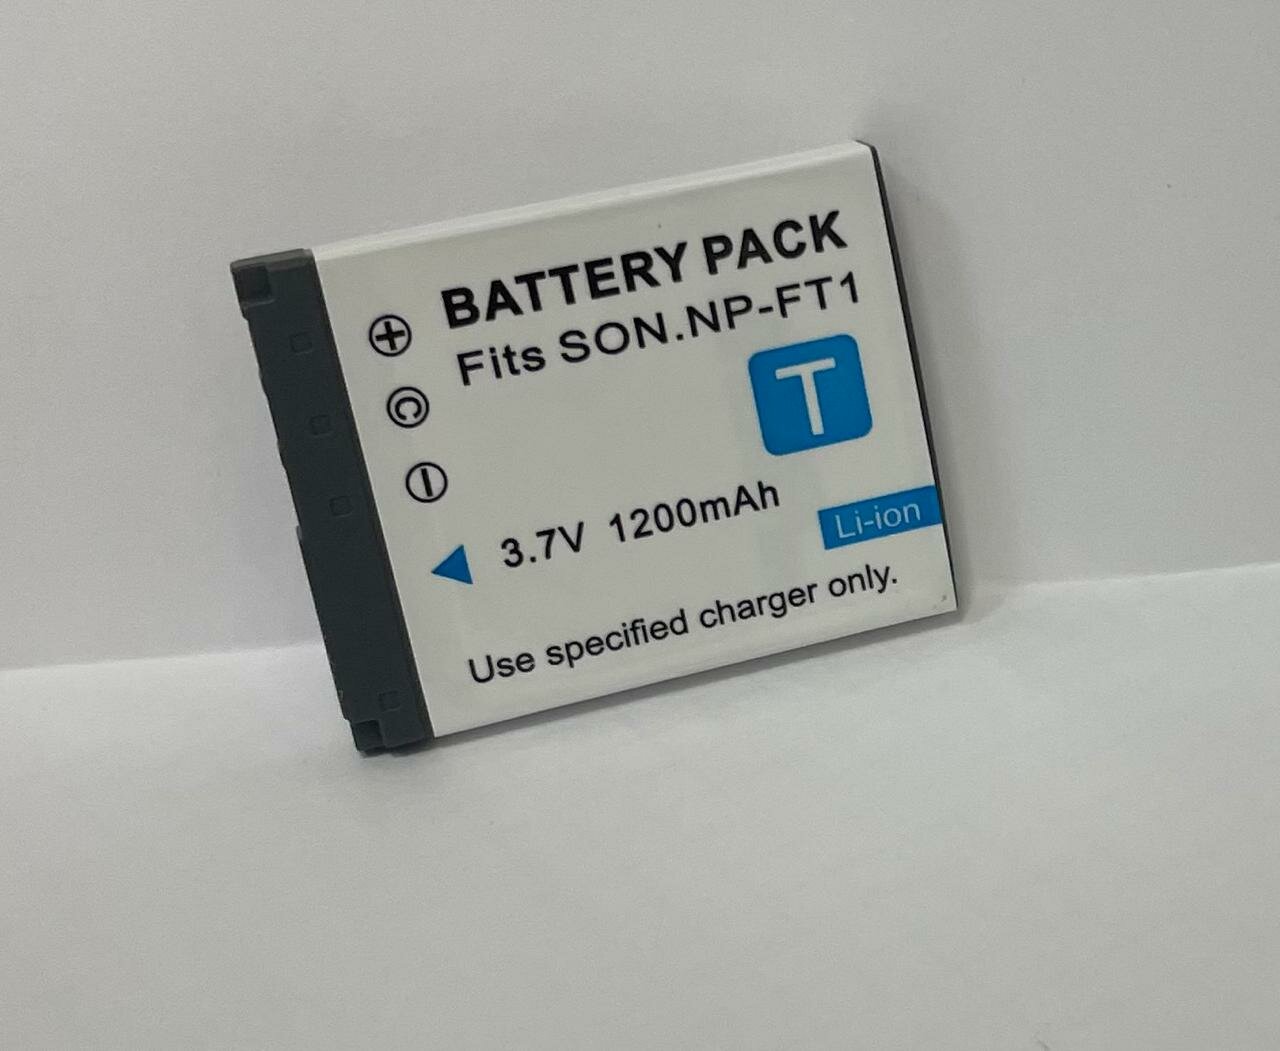 BATTERY PACK
Fits SON.NP-FT1
T
3.7V 1200mAh
Li-ion
Use specified charger only.